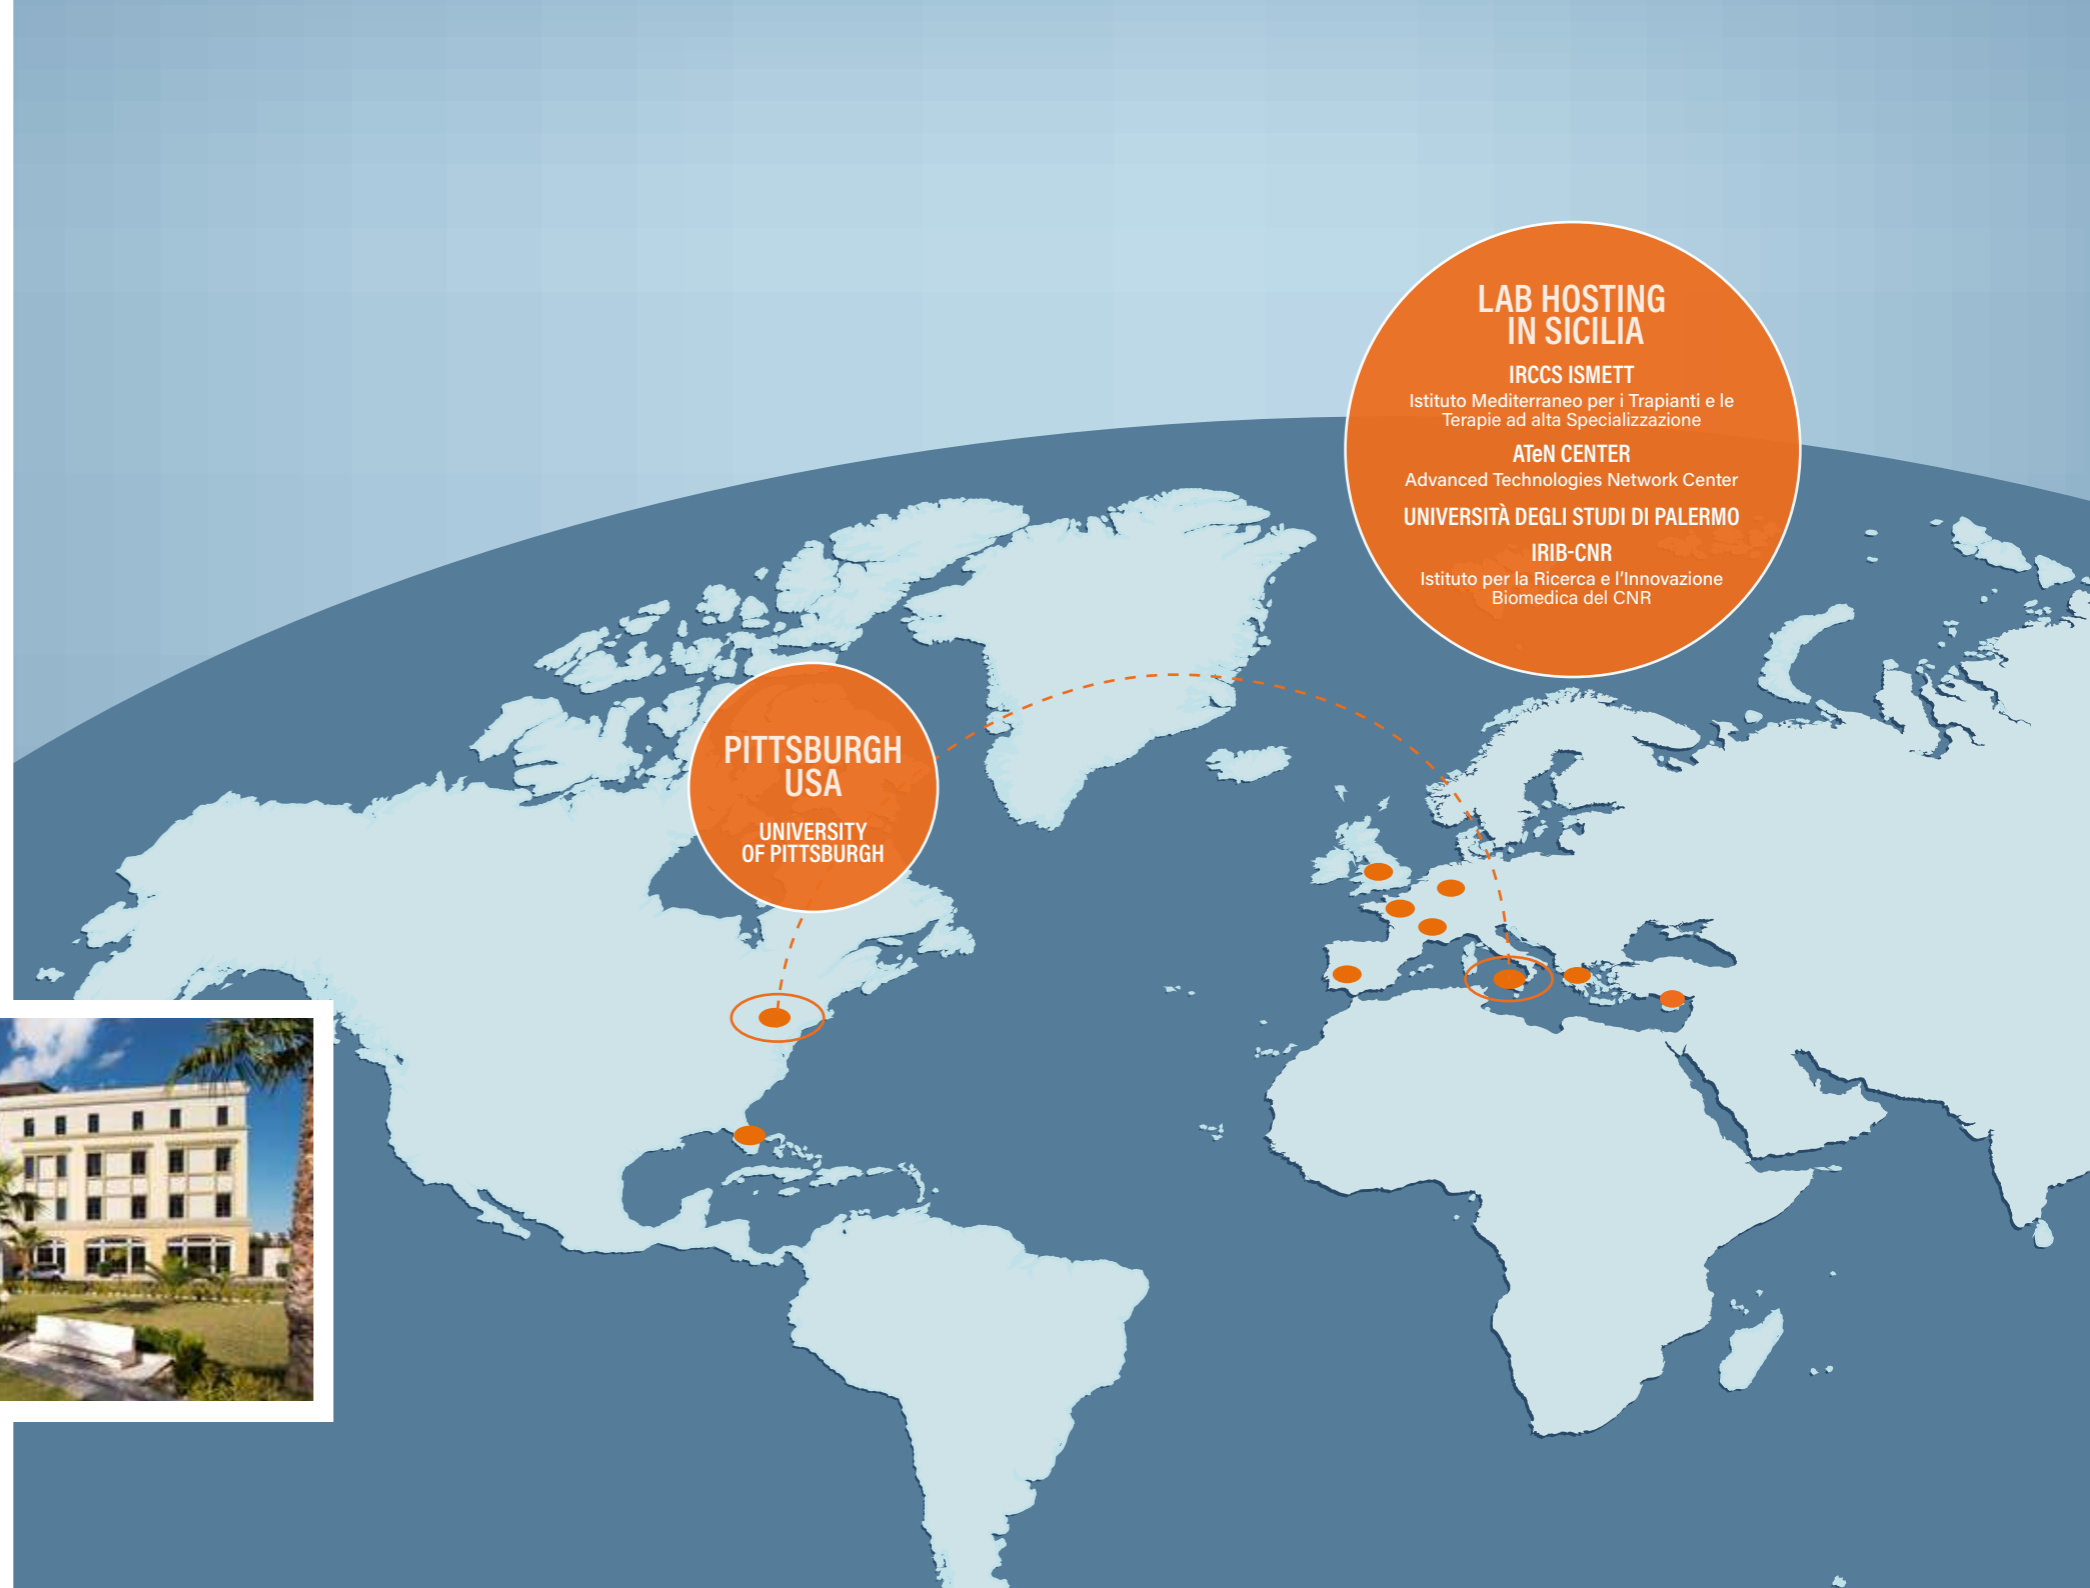 LAB HOSTING
IN SICILIA
IRCCS ISMETT
Istituto Mediterraneo per i Trapianti e le
Terapie ad alta Specializzazione
ATeN CENTER
Advanced Technologies Network Center
UNIVERSITÀ DEGLI STUDI DI PALERMO
IRIB-CNR
Istituto per la Ricerca e l'Innovazione
Biomedica del CNR
PITTSBURGH
USA
UNIVERSITY
OF PITTSBURGH